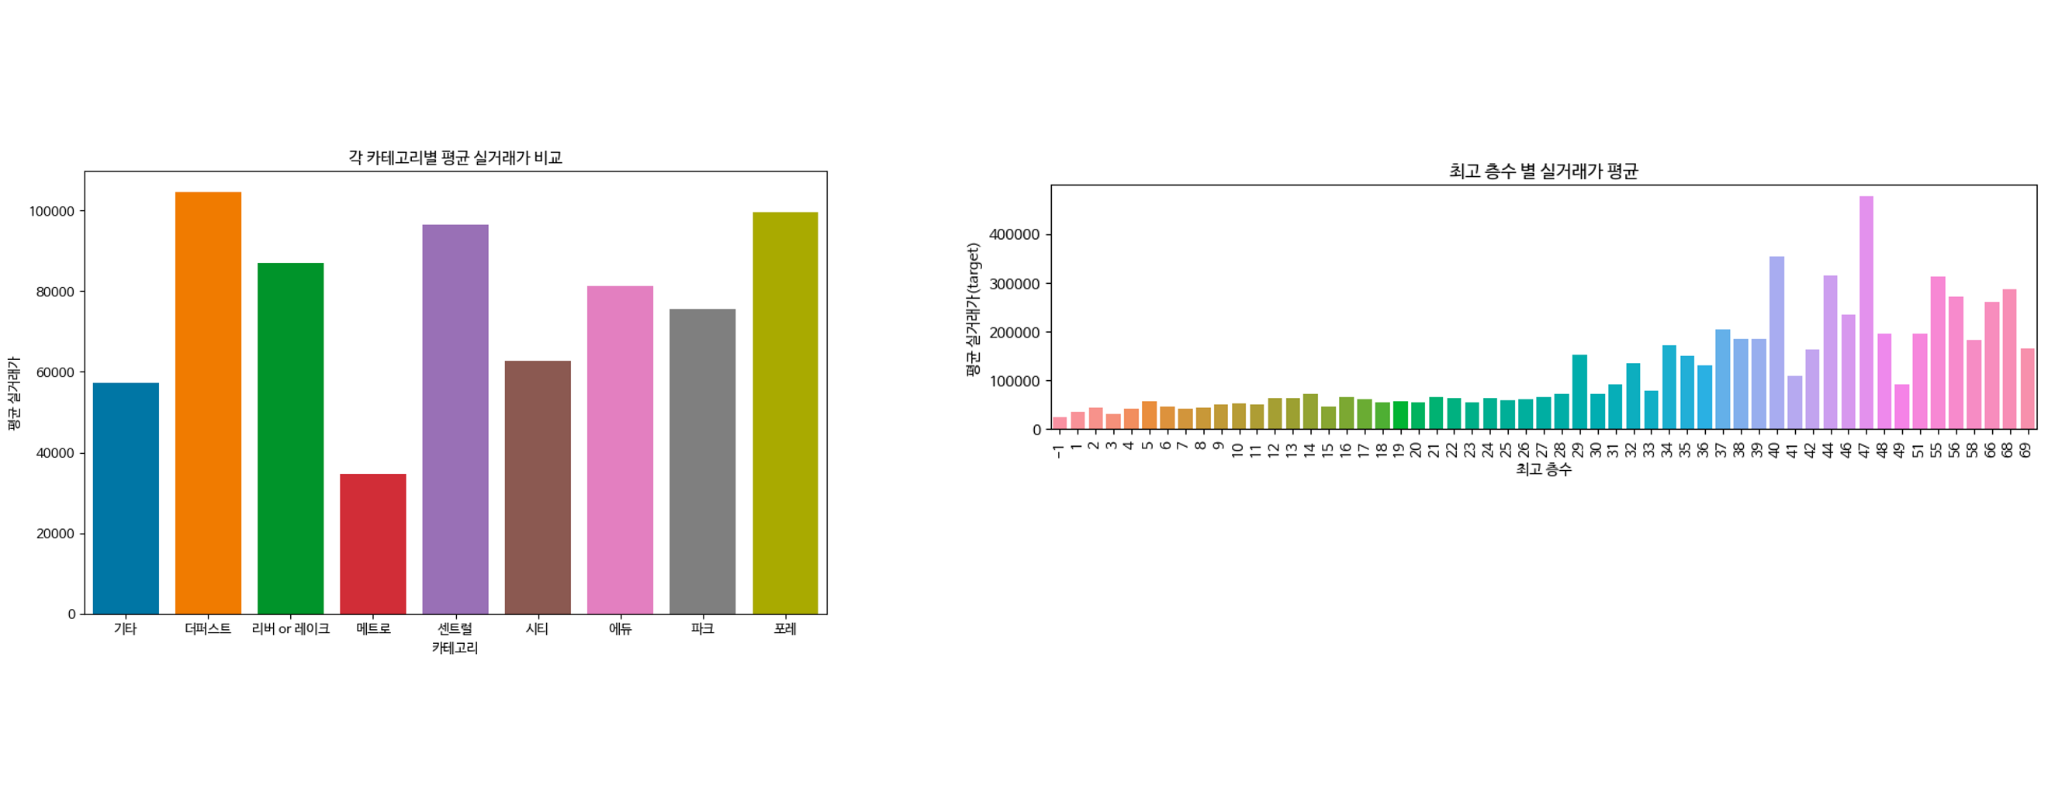 각 카테고리별 평균 실거래가 비교
평균 실거래가
100000
80000
60000
40000
20000
0
기타 더퍼스트 리버 or 레이크 메트로 센트럴 시티 에듀 파크 포레
카테고리
최고 층수 별 실거래가 평균
평균 실거래가(target)
400000
300000
200000
100000
0
-1 1 2 3 4 5 6 7 8 9 10 11 12 13 14 15 16 17 18 19 20 21 22 23 24 25 26 27 28 29 30 31 32 33 34 35 36 37 38 39 40 41 42 44 46 47 48 49 51 55 56 58 66 68 69
최고 층수